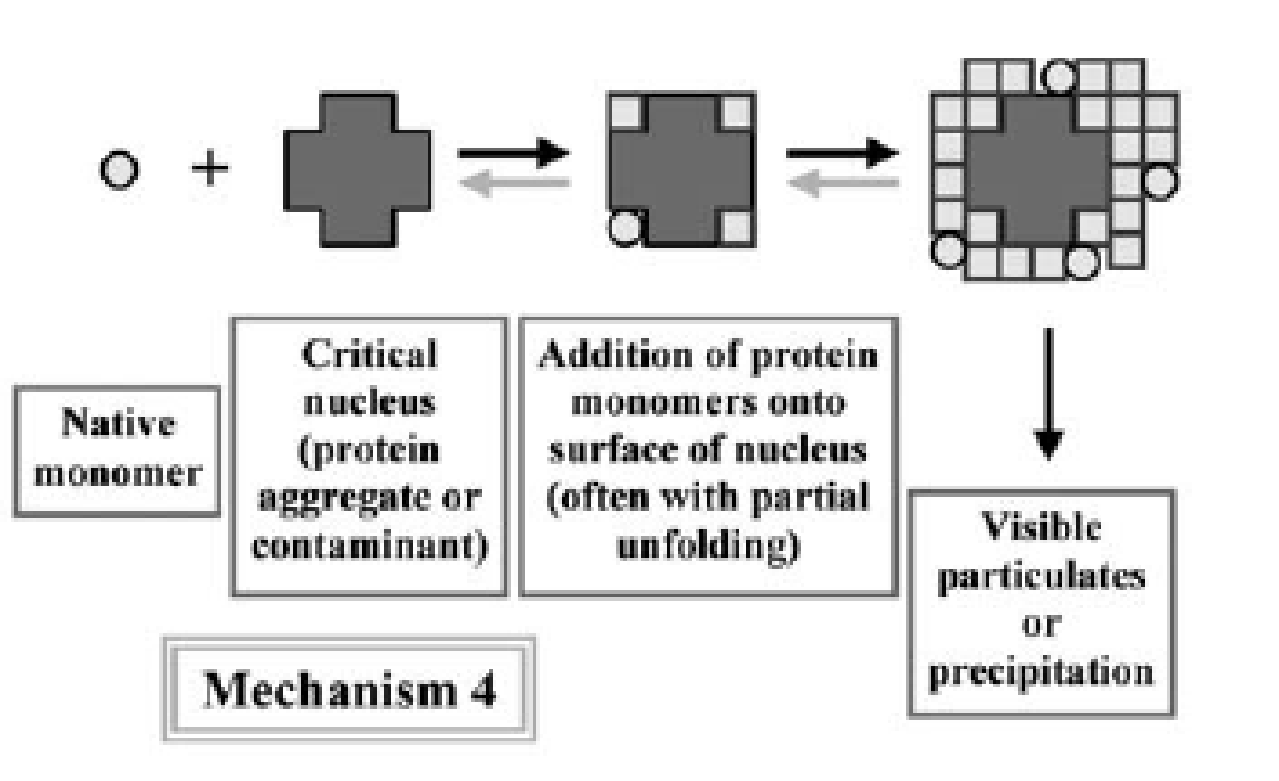 +
Native
monomer
Critical
nucleus
(protein
aggregate or
contaminant)
Addition of protein
monomers onto
surface of nucleus
(often with partial
unfolding)
Visible
particulates
or
precipitation
Mechanism 4